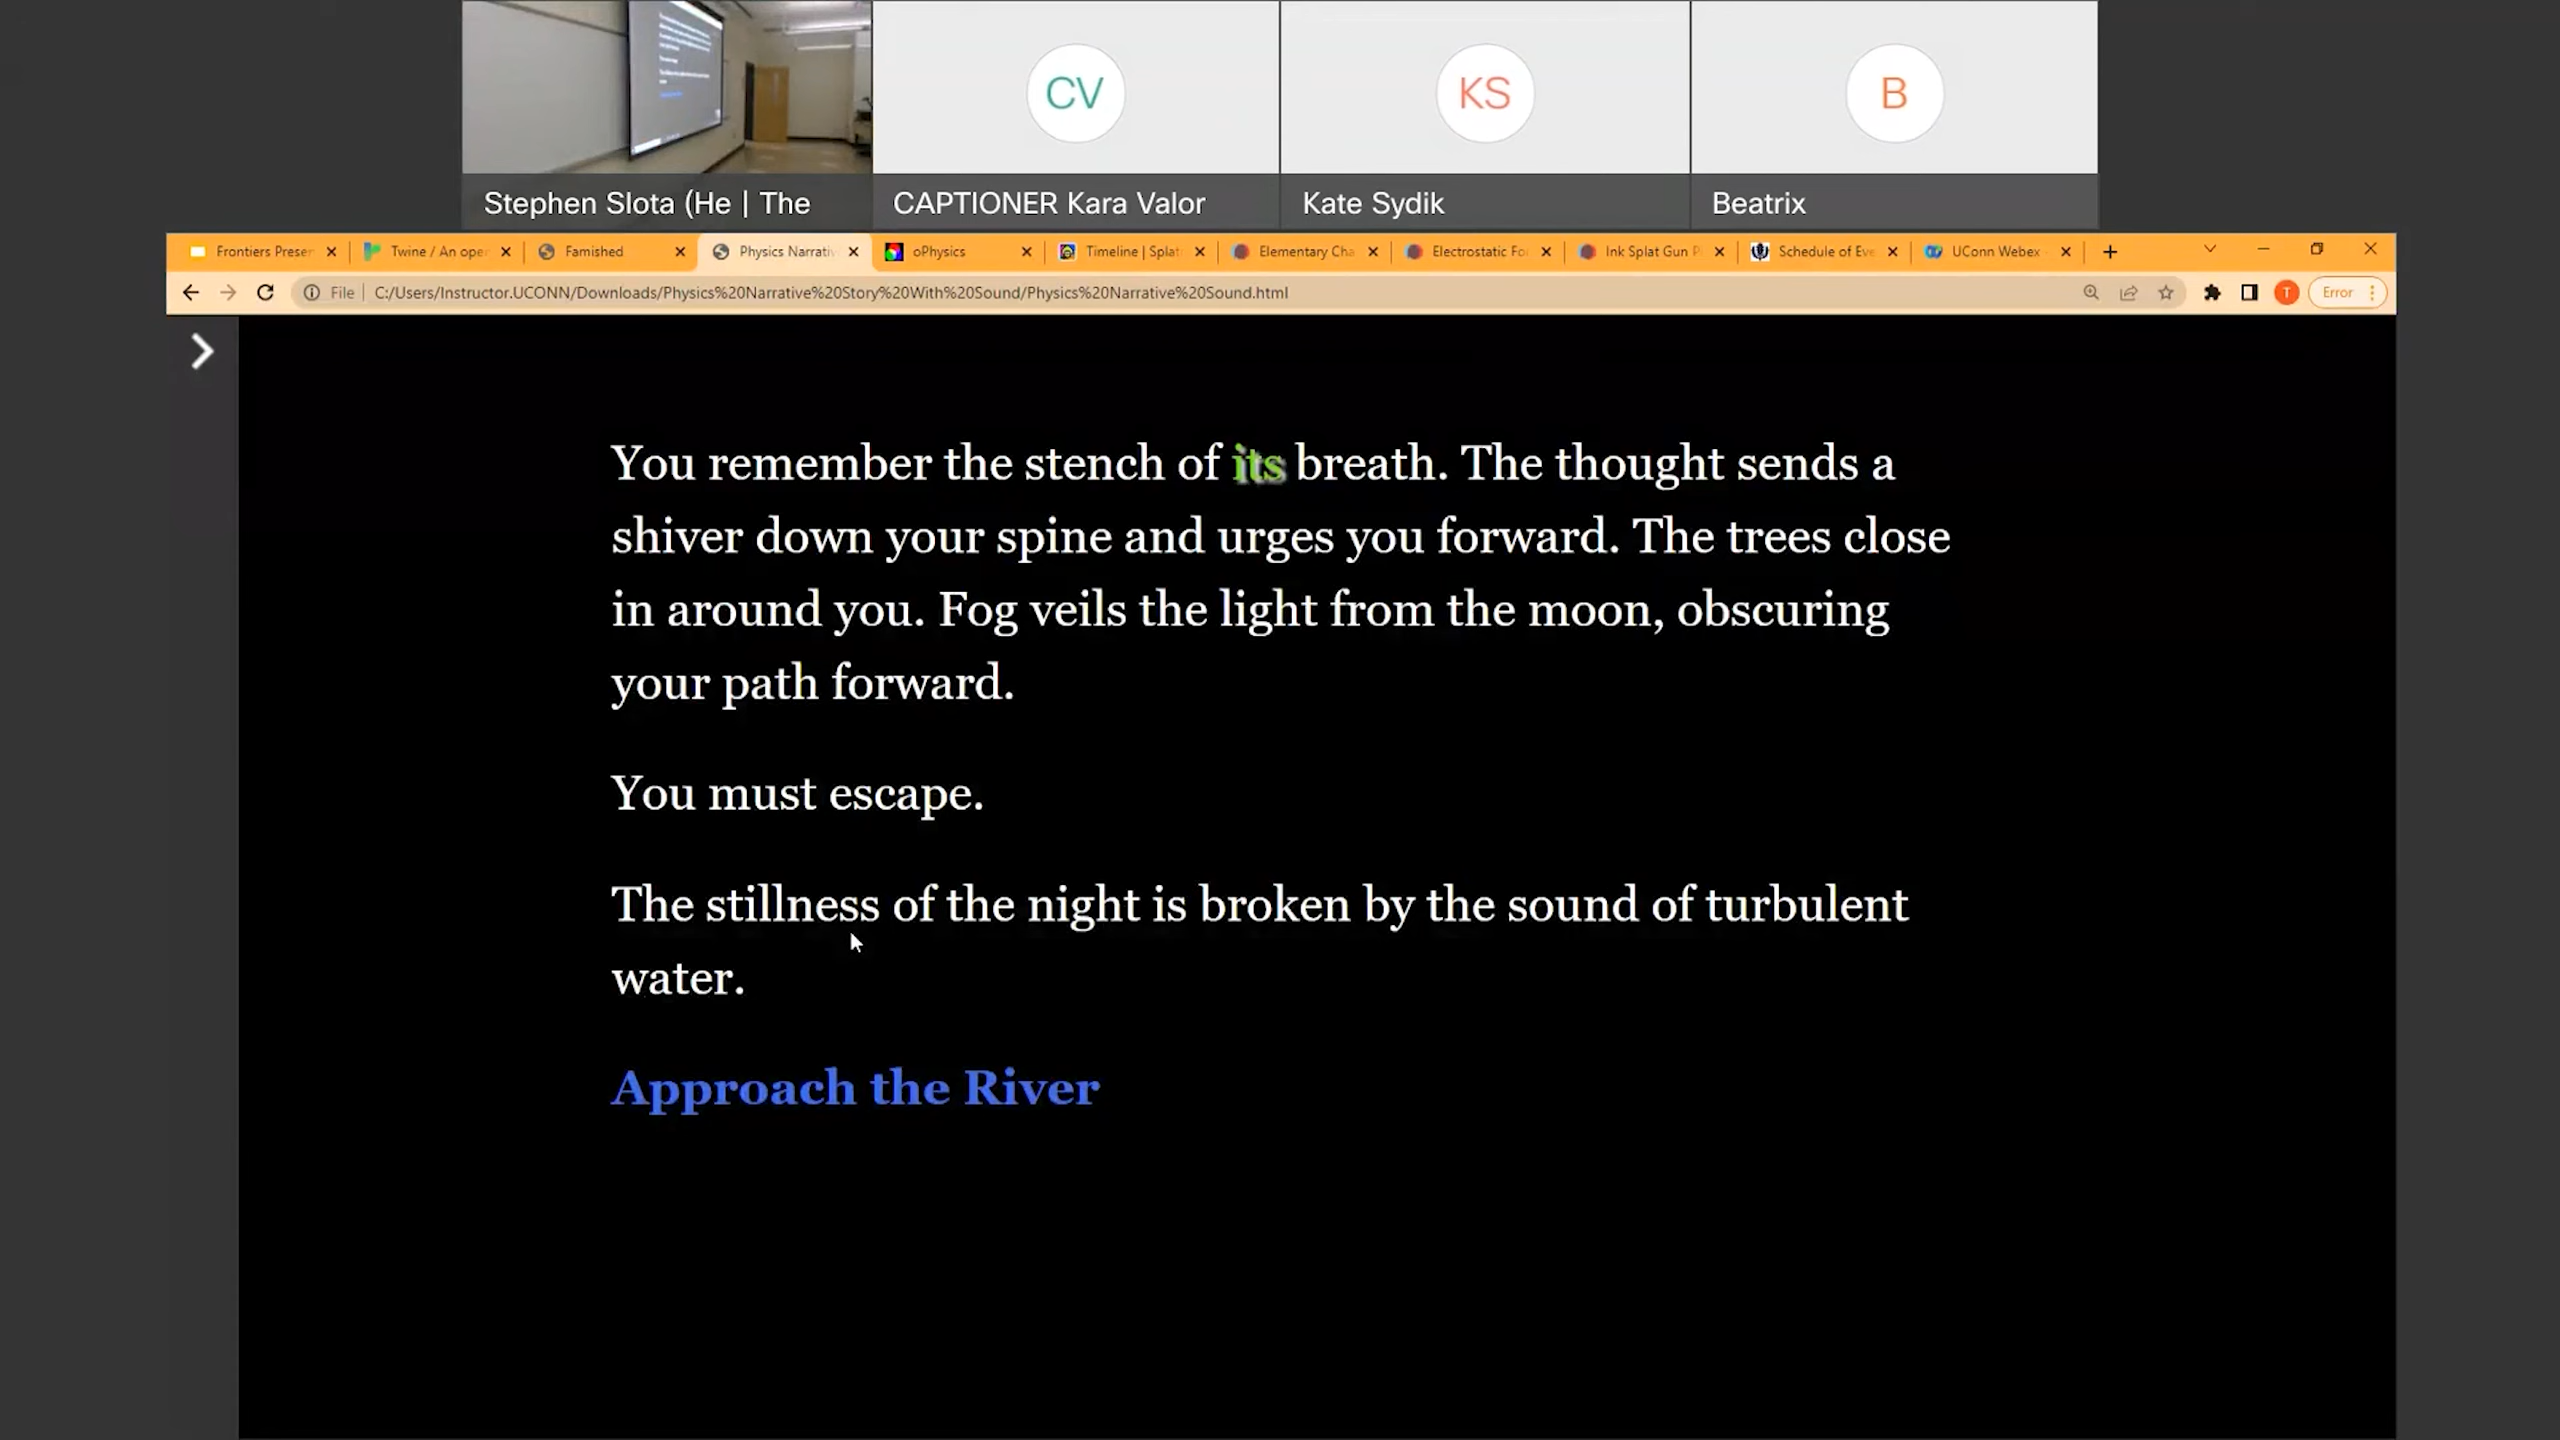 CV
KS
B
Stephen Slota (He | The
CAPTIONER Kara Valor
Kate Sydik
Beatrix
Frontiers Preser
Twine / An oper
Famished
Physics Narrativ
oPhysics
Timeline | Splat
Elementary Cha
Electrostatic Fo
Ink Splat Gun P
Schedule of Eve
UConn Webex
File
C:/Users/Instructor.UCONN/Downloads/Physics%20Narrative%20Story%20With%20Sound/Physics%20Narrative%20Sound.html
T
Error
You remember the stench of its breath. The thought sends a
shiver down your spine and urges you forward. The trees close
in around you. Fog veils the light from the moon, obscuring
your path forward.
You must escape.
The stillness of the night is broken by the sound of turbulent
water.
Approach the River